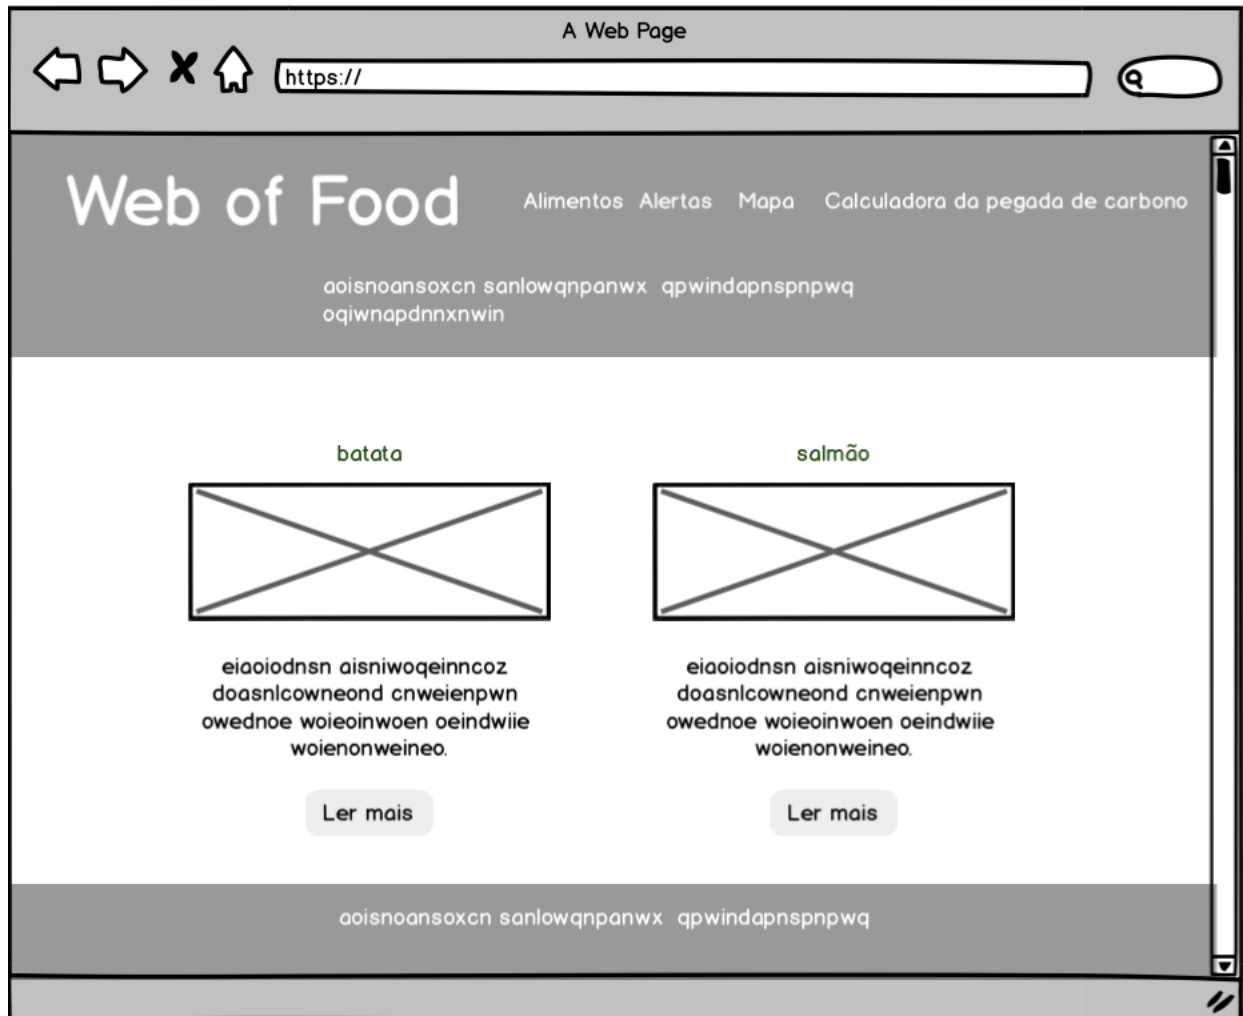 A Web Page
https://
Web of Food
Alimentos Alertas Mapa Calculadora da pegada de carbono
aoisnoansoxcn sanlowqnpanwx qpwindapnspnpwq
oqiwnapdnnxnwin
batata
eiaoiodnsn aisniwoqeinncoz
doasnlcowneond cnweienpwn
owednoe woieoinwoen oeindwiie
woienonweineo.
Ler mais
salmão
eiaoiodnsn aisniwoqeinncoz
doasnlcowneond cnweienpwn
owednoe woieoinwoen oeindwiie
woienonweineo.
Ler mais
aoisnoansoxcn sanlowqnpanwx qpwindapnspnpwq